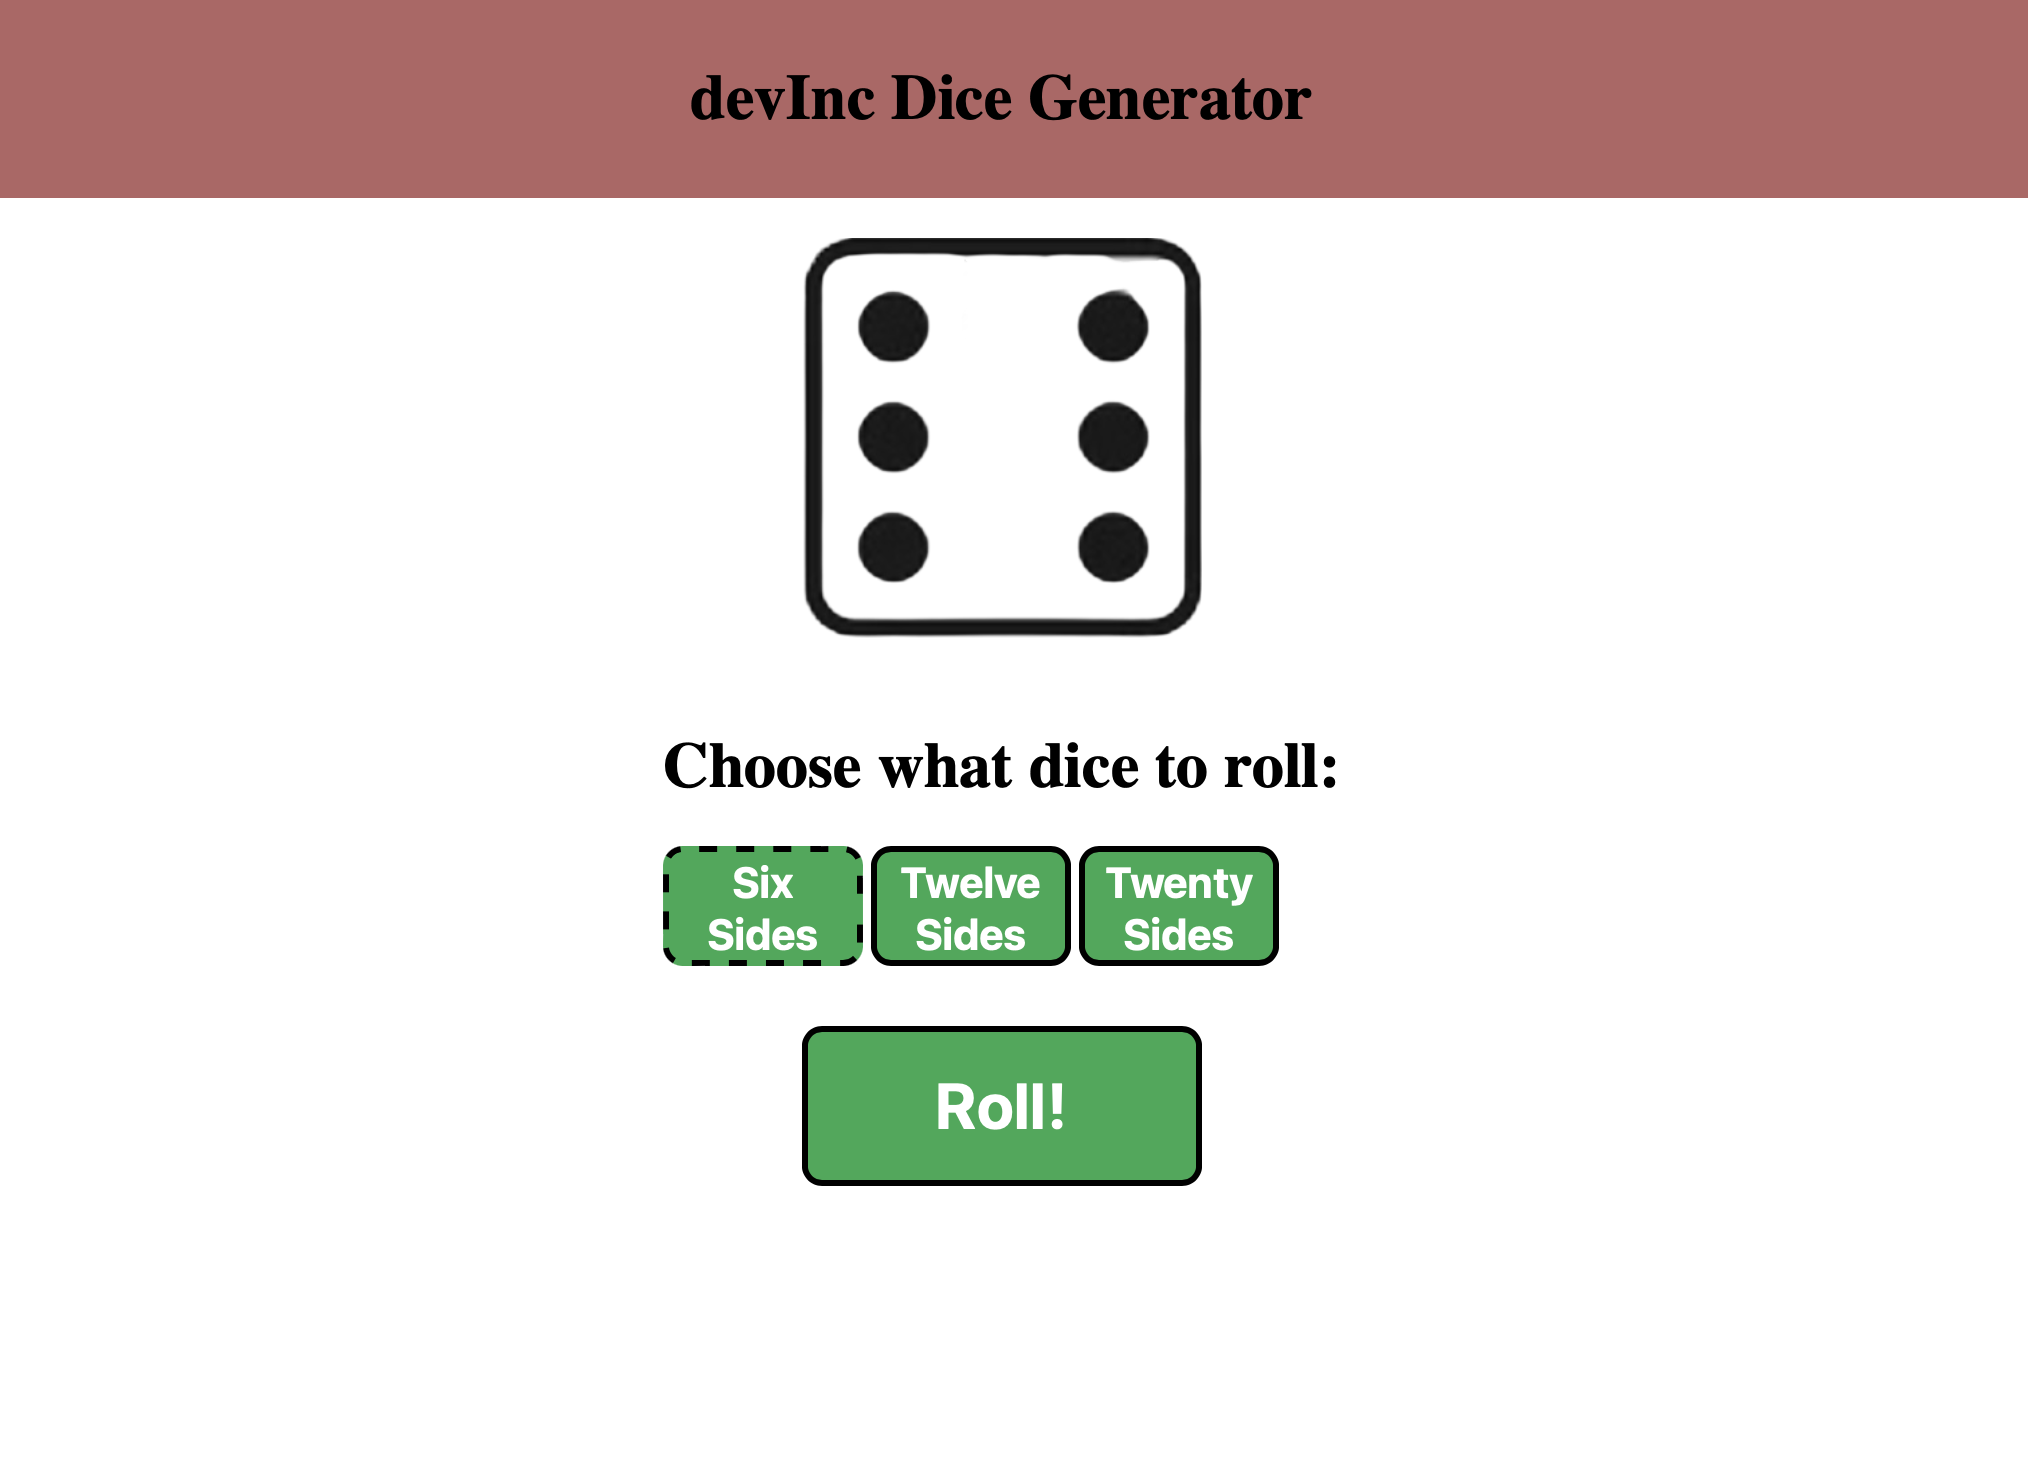 devInc Dice Generator
Choose what dice to roll:
Six
Sides
Twelve
Sides
Twenty
Sides
Roll!